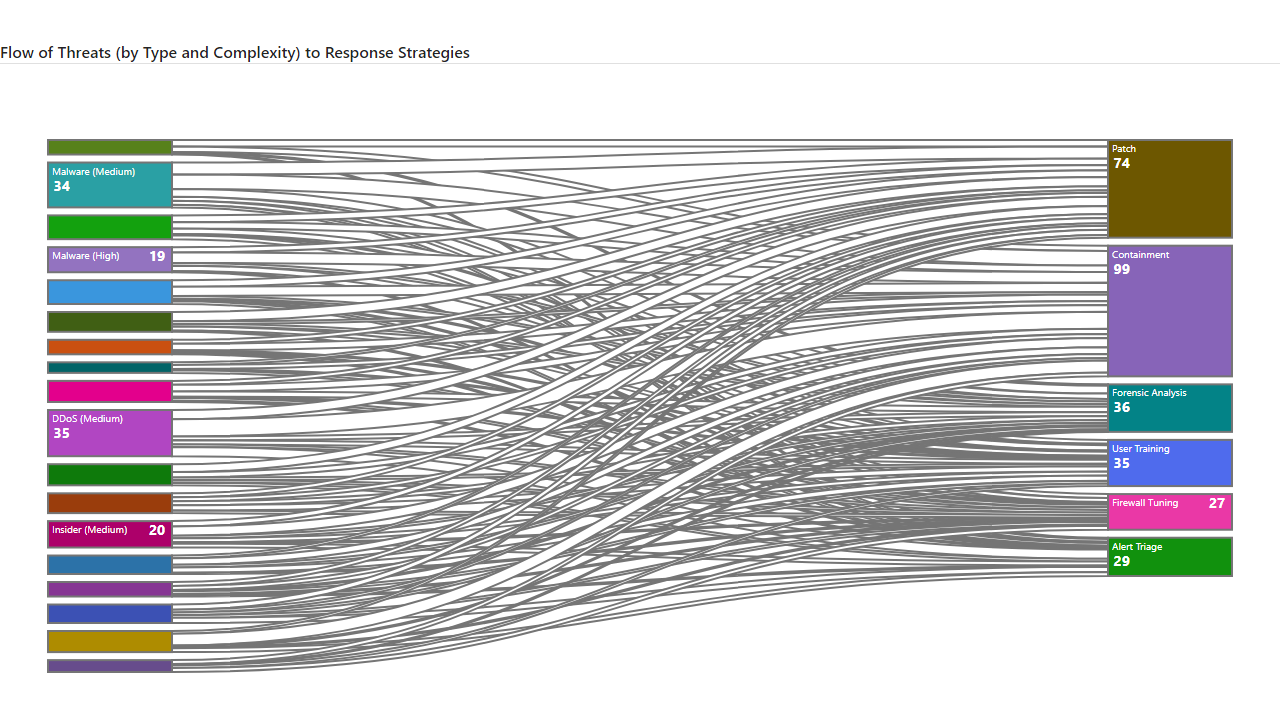 Flow of Threats (by Type and Complexity) to Response Strategies
Malware (Medium)
34
Malware (High) 19
DDoS (Medium)
35
Insider (Medium) 20
Patch
74
Containment
99
Forensic Analysis
36
User Training
35
Firewall Tuning 27
Alert Triage
29